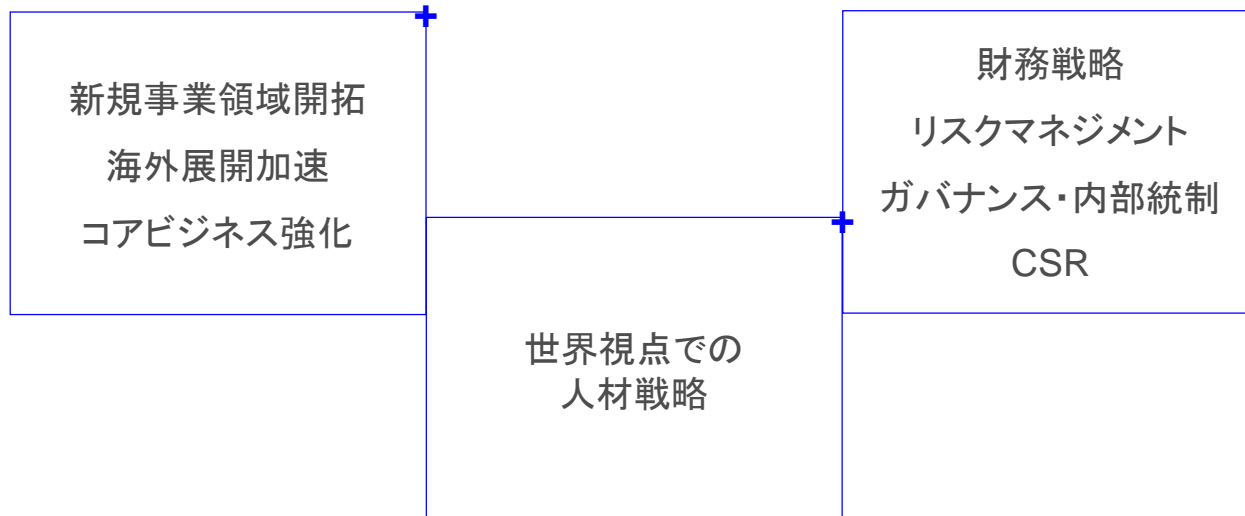 新規事業領域開拓
海外展開加速
コアビジネス強化
世界視点での
人材戦略
財務戦略
リスクマネジメント
ガバナンス・内部統制
CSR